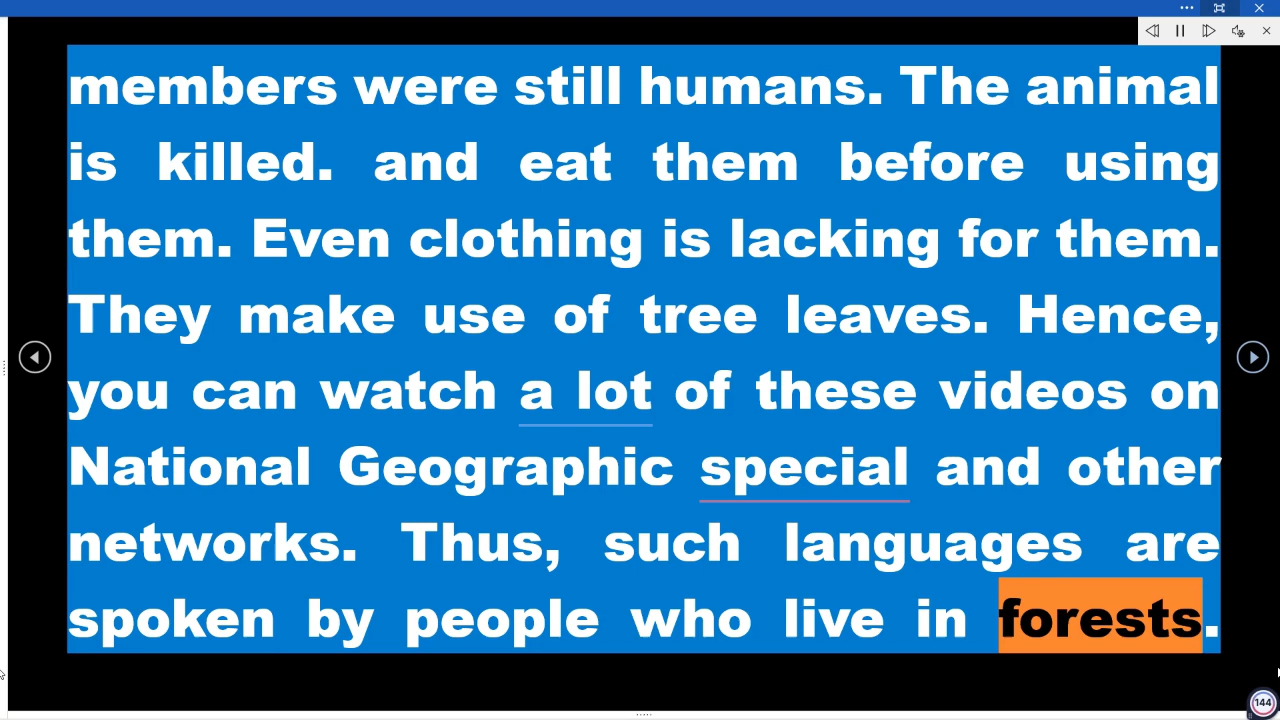 members were still humans. The animal
is killed. and eat them before using
them. Even clothing is lacking for them.
They make use of tree leaves. Hence,
you can watch a lot of these videos on
National Geographic special and other
networks. Thus, such languages are
spoken by people who live in forests.
144